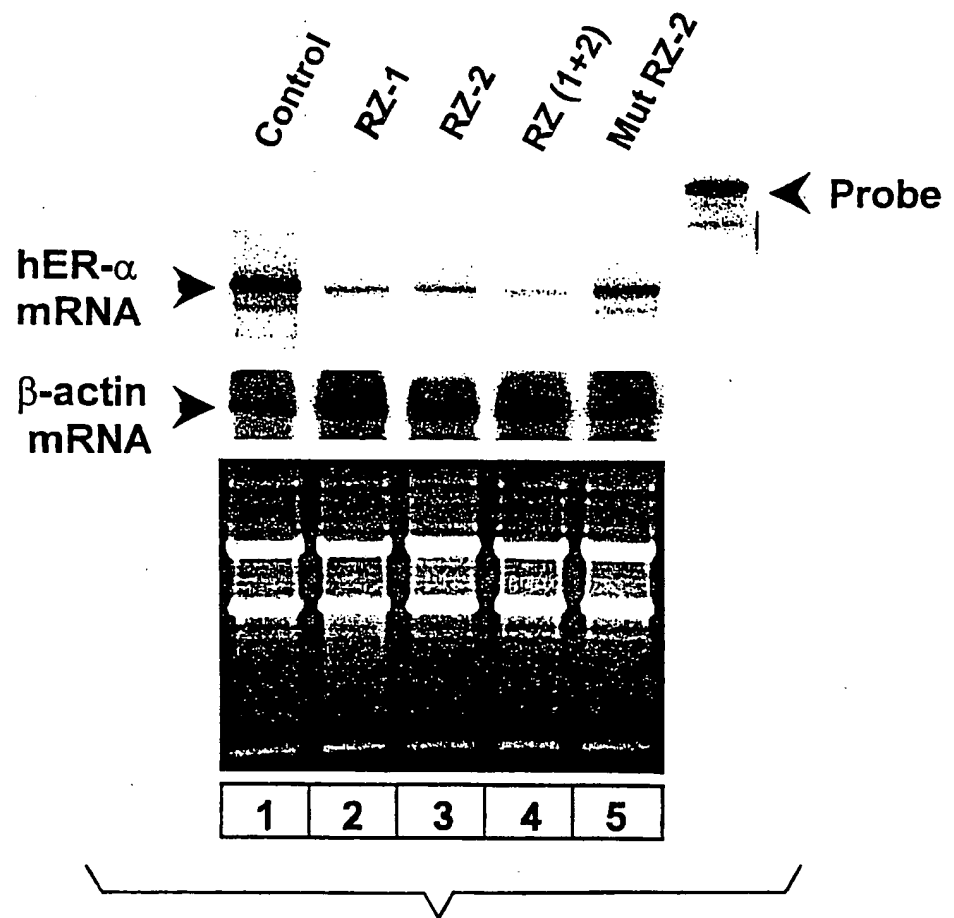 Control
RZ-1
RZ-2
RZ (1+2)
Mut RZ-2
Probe
hER-α
mRNA
β-actin
mRNA
1 2 3 4 5